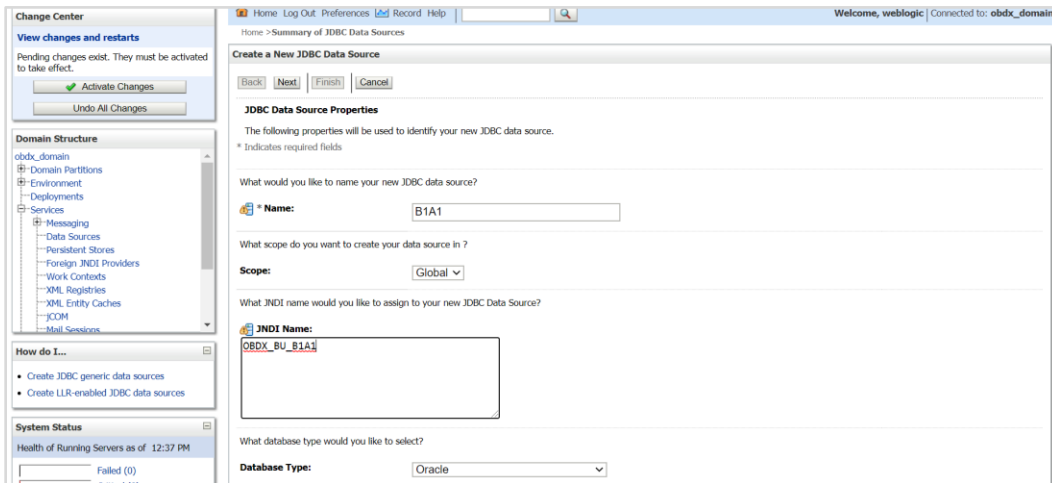 Change Center
View changes and restarts
Pending changes exist. They must be activated
to take effect.
Activate Changes
Undo All Changes
Domain Structure
obdx_domain
Domain Partitions
Environment
Deployments
Services
Messaging
Data Sources
Persistent Stores
Foreign JNDI Providers
Work Contexts
XML Registries
XML Entity Caches
jCOM
Mail Sessions
How do I...
Create JDBC generic data sources
Create LLR-enabled JDBC data sources
System Status
Health of Running Servers as of 12:37 PM
Failed (0)
Home Log Out Preferences Record Help
Welcome, weblogic Connected to: obdx_domain
Home >Summary of JDBC Data Sources
Create a New JDBC Data Source
Back Next Finish Cancel
JDBC Data Source Properties
The following properties will be used to identify your new JDBC data source.
* Indicates required fields
What would you like to name your new JDBC data source?
* Name: B1A1
What scope do you want to create your data source in ?
Scope: Global
What JNDI name would you like to assign to your new JDBC Data Source?
JNDI Name:
OBDX_BU_B1A1
What database type would you like to select?
Database Type: Oracle